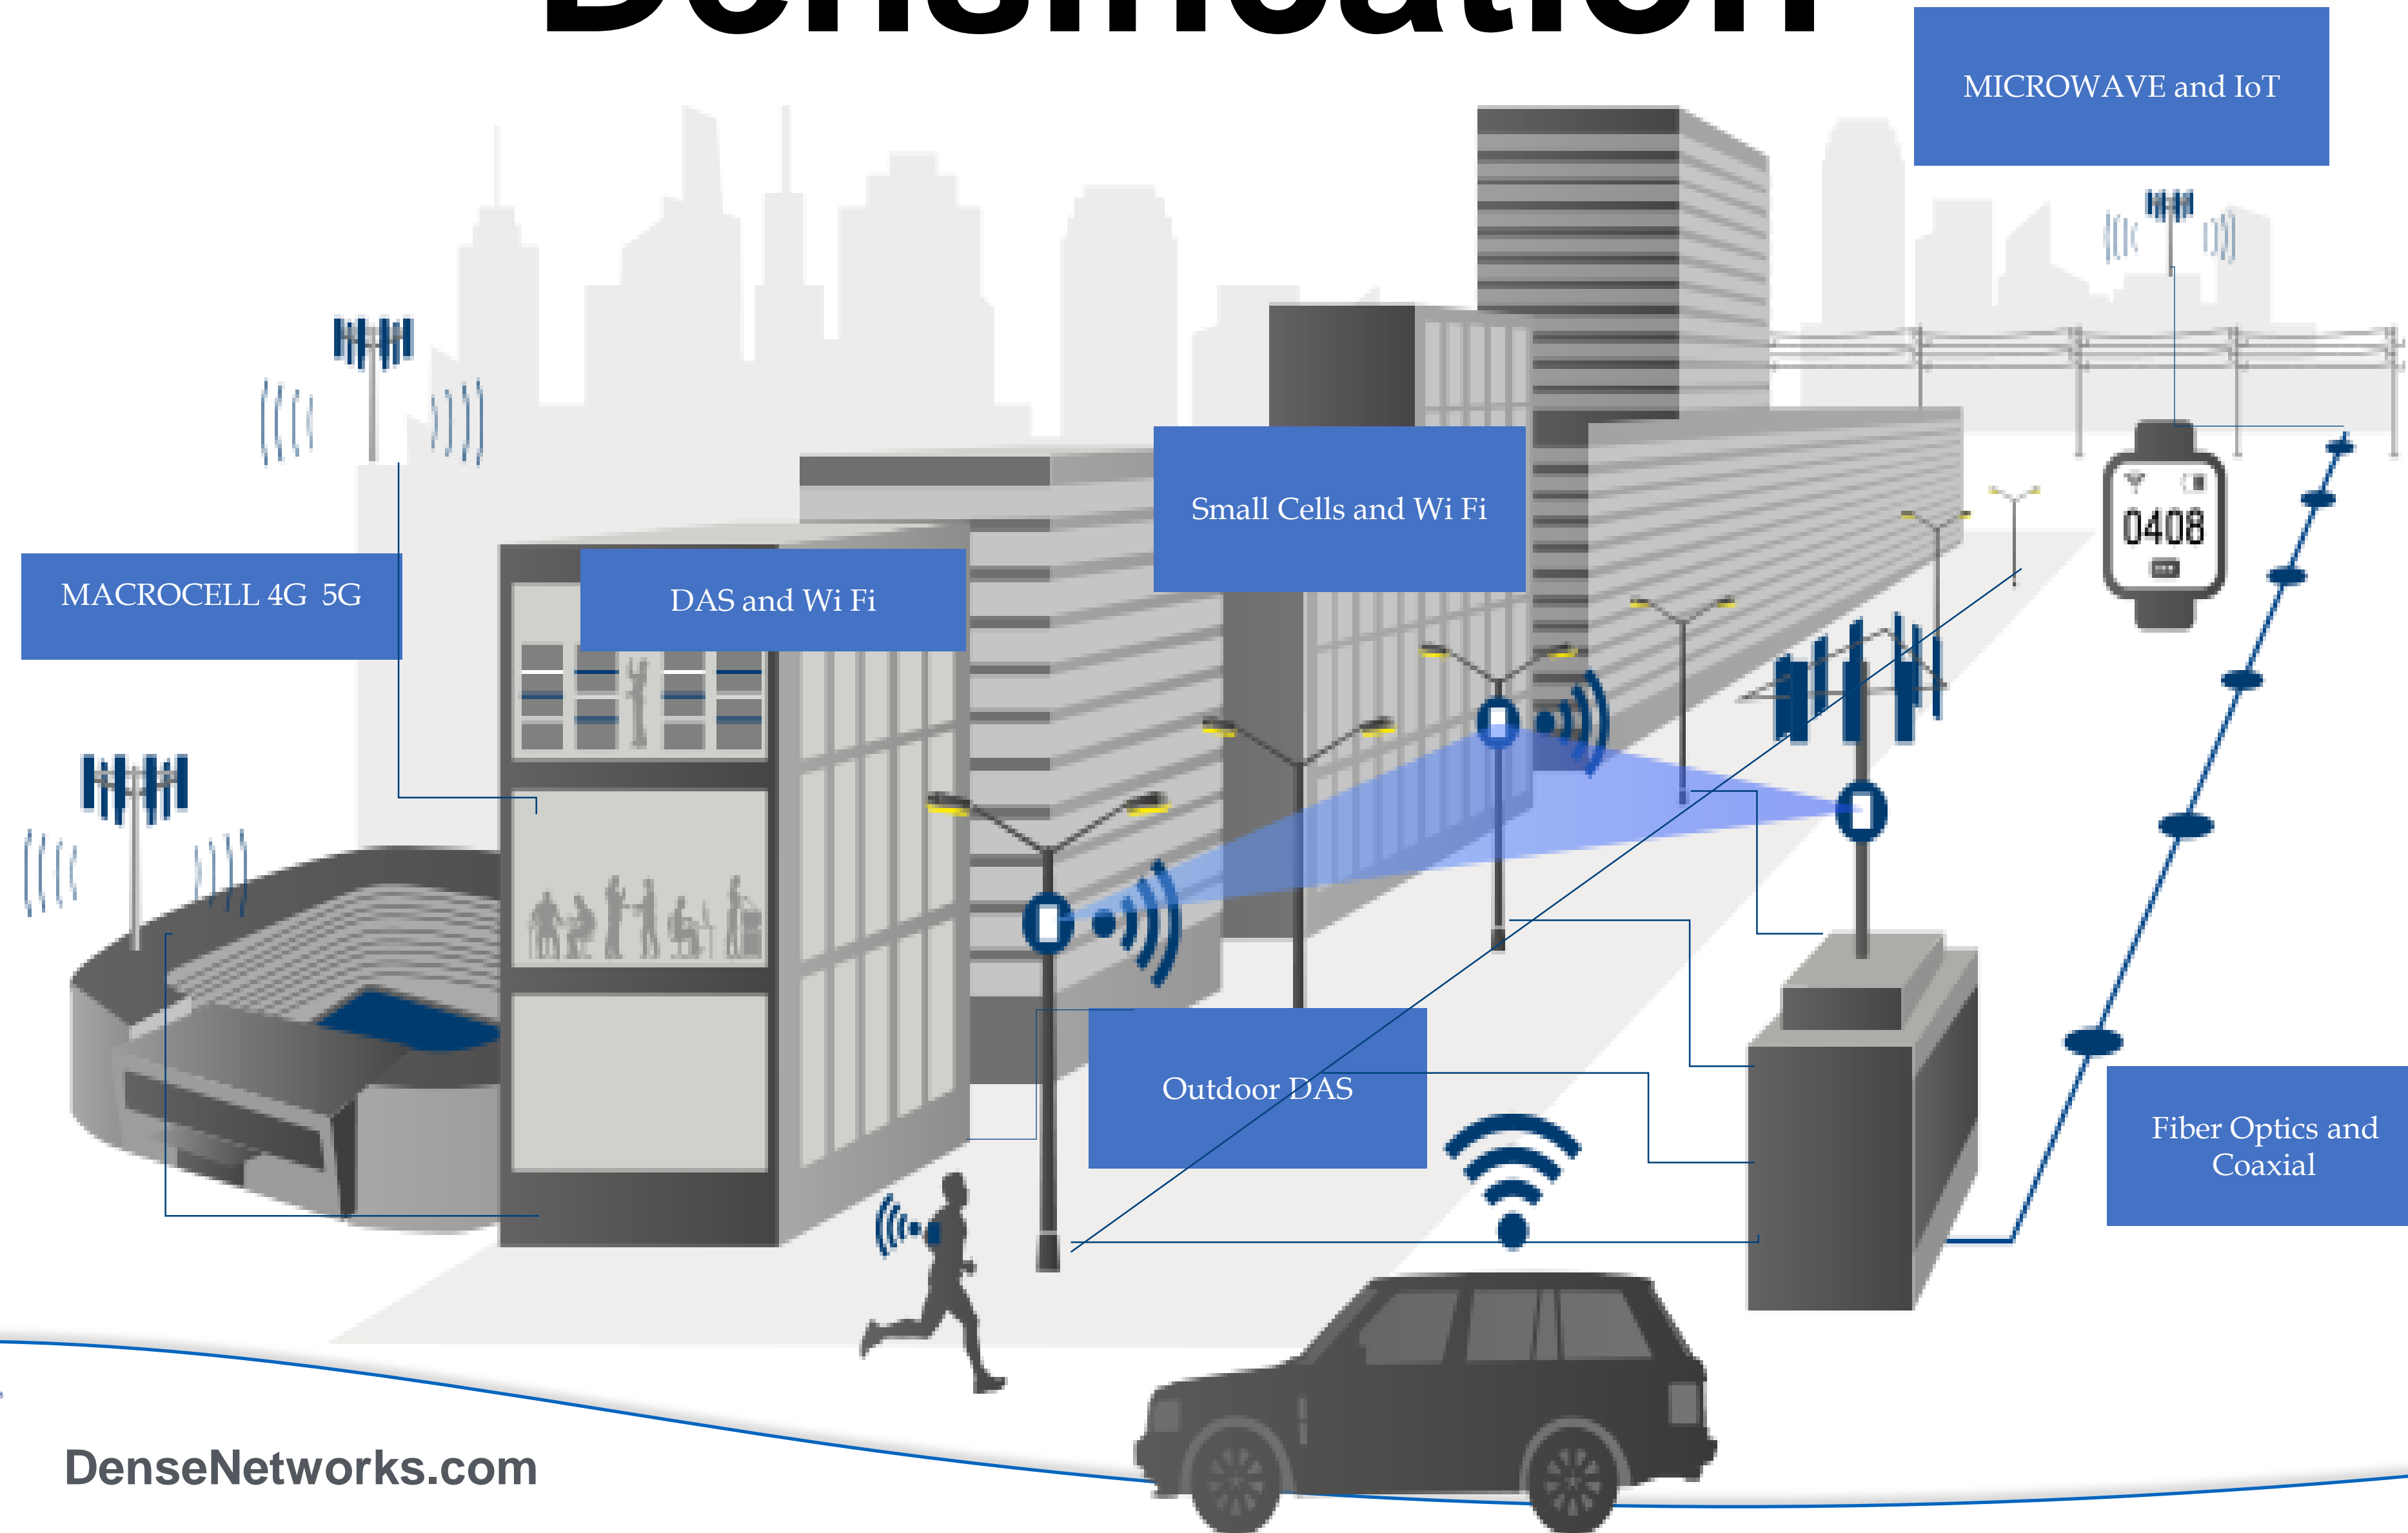 Densification
MICROWAVE and IoT
Small Cells and Wi Fi
MACROCELL 4G 5G
DAS and Wi Fi
0408
Outdoor DAS
Fiber Optics and
Coaxial
DenseNetworks.com